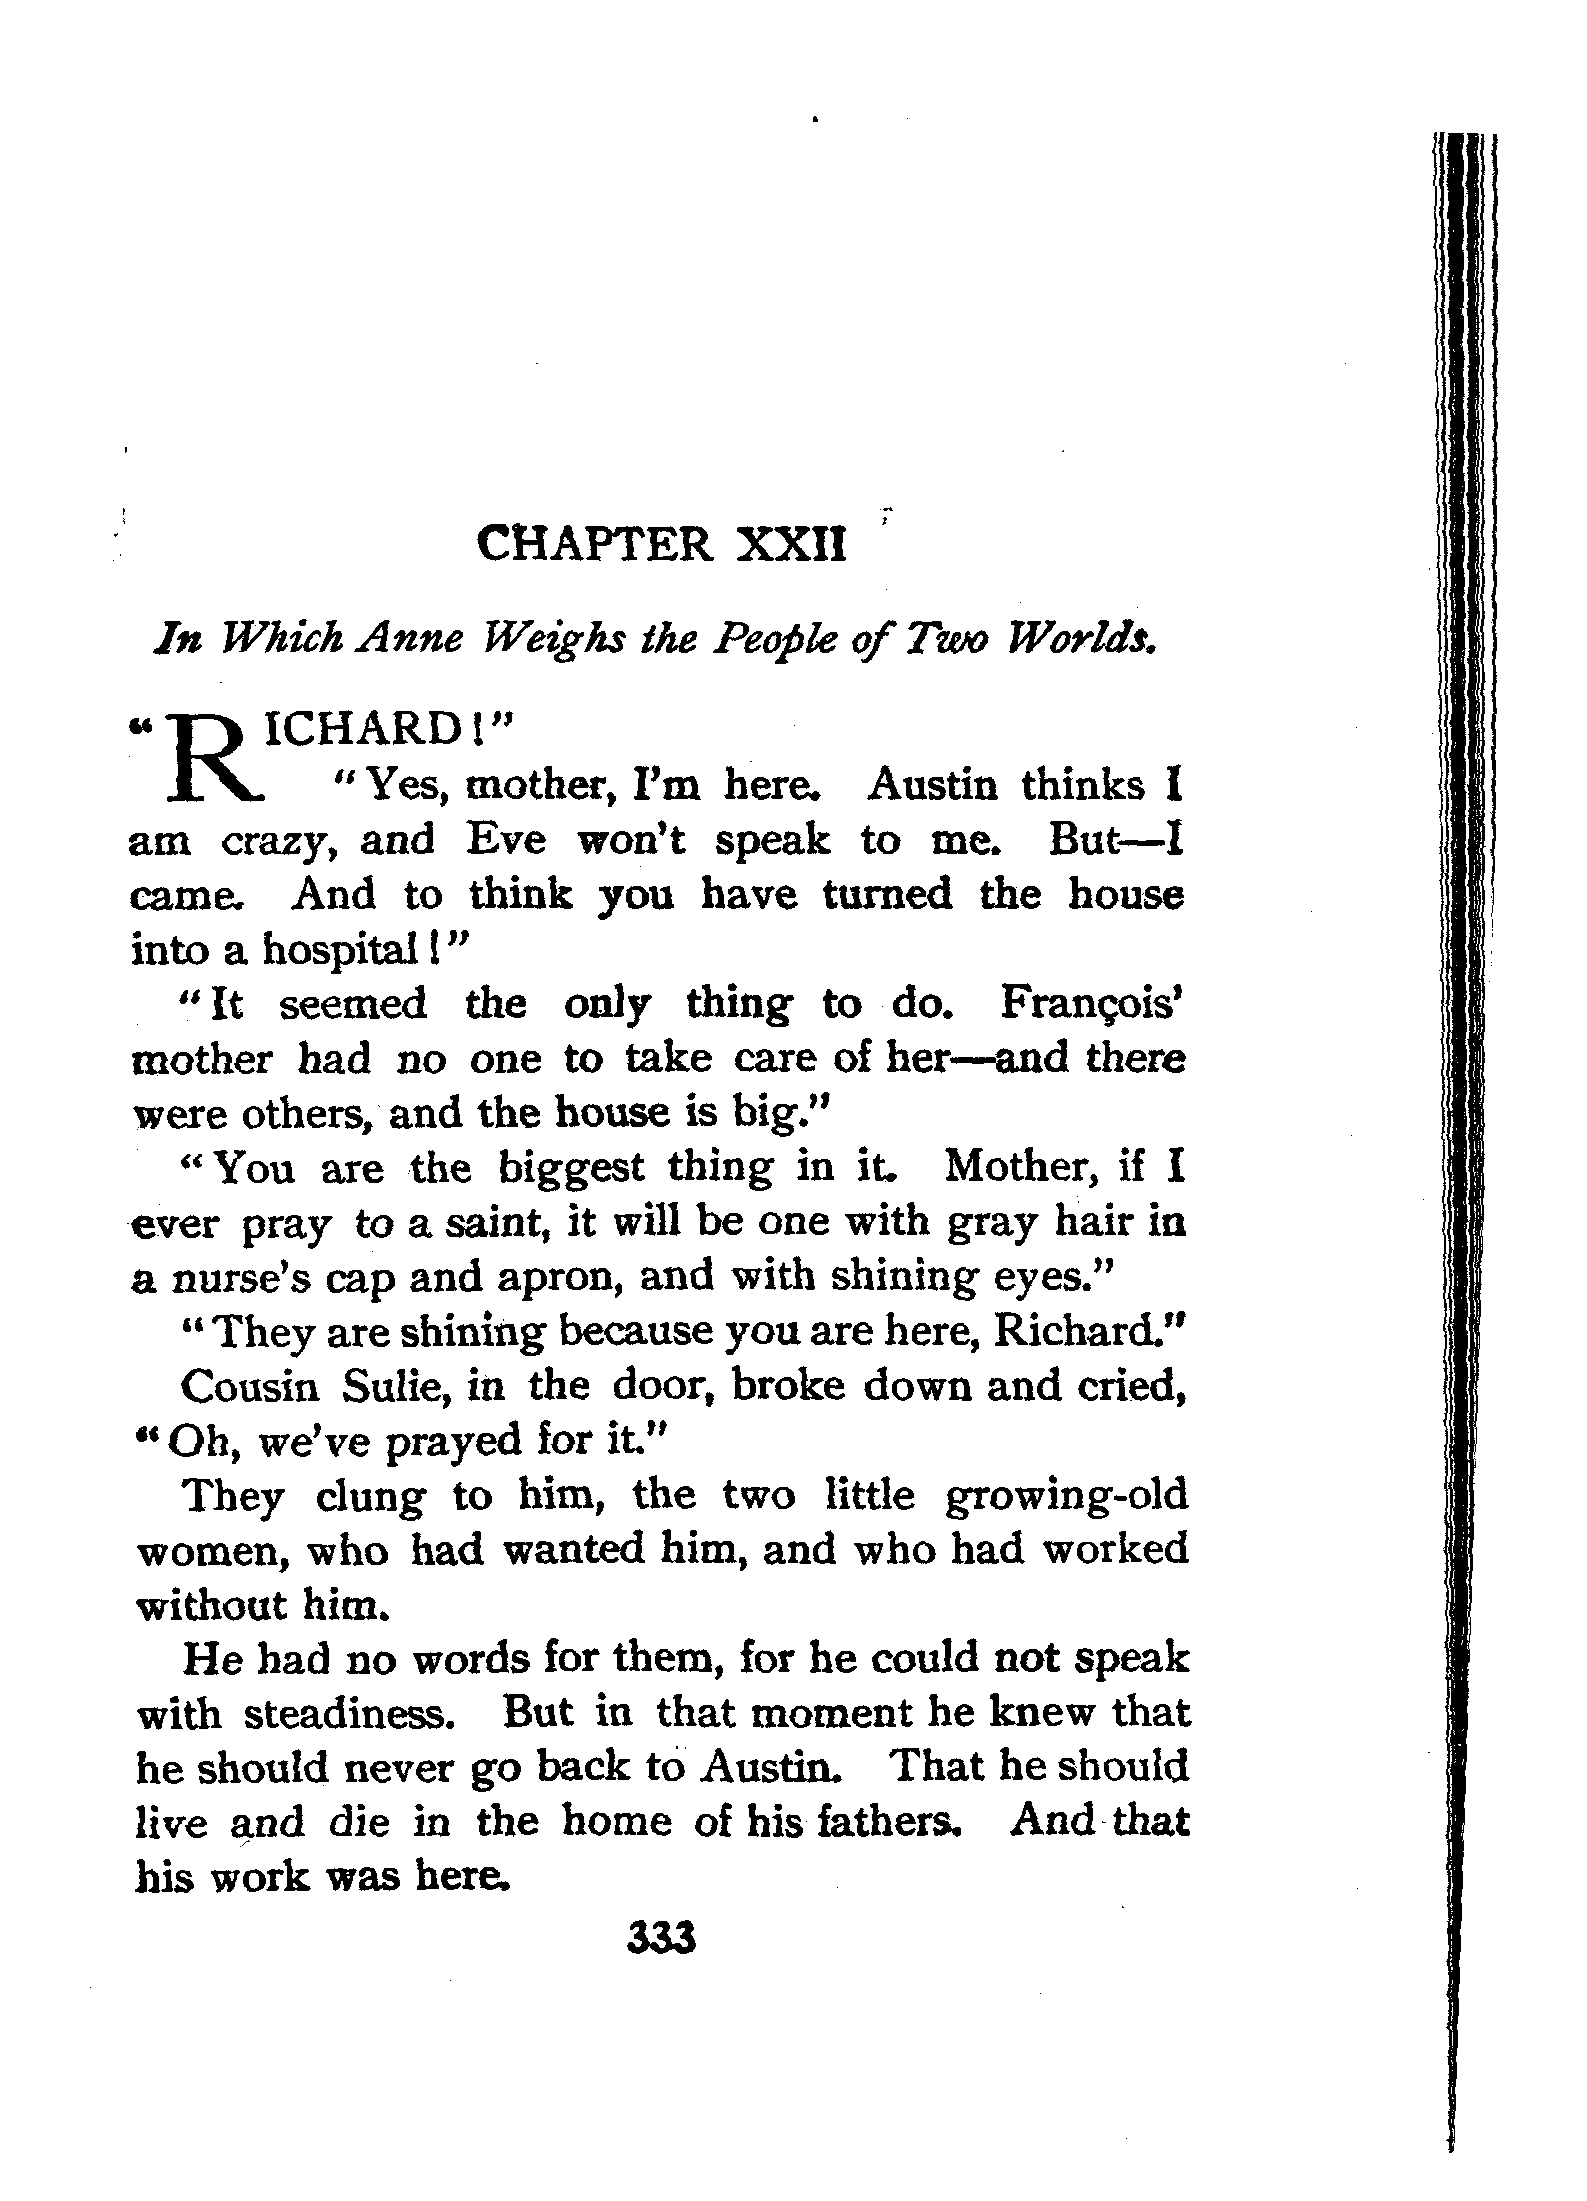 CHAPTER XXII
In Which Anne Weighs the People of Two Worlds.
"RICHARD!"
"Yes, mother, I'm here. Austin thinks I
am crazy, and Eve won't speak to me. But—I
came. And to think you have turned the house
into a hospital!"
"It seemed the only thing to do. François'
mother had no one to take care of her—and there
were others, and the house is big."
"You are the biggest thing in it. Mother, if I
ever pray to a saint, it will be one with gray hair in
a nurse's cap and apron, and with shining eyes."
"They are shining because you are here, Richard."
Cousin Sulie, in the door, broke down and cried,
"Oh, we've prayed for it."
They clung to him, the two little growing-old
women, who had wanted him, and who had worked
without him.
He had no words for them, for he could not speak
with steadiness. But in that moment he knew that
he should never go back to Austin. That he should
live and die in the home of his fathers. And that
his work was here.
333